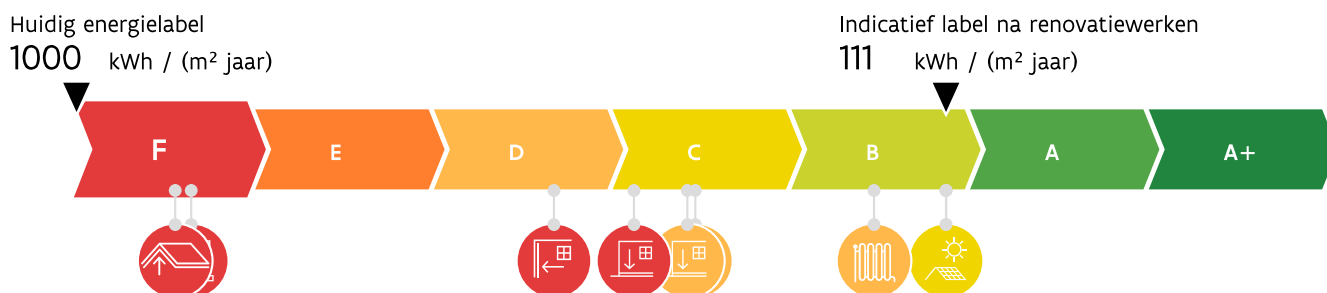 Huidig energielabel
1000 kWh / (m² jaar)
Indicatief label na renovatiewerken
111 kWh / (m² jaar)
F E D C B A A+